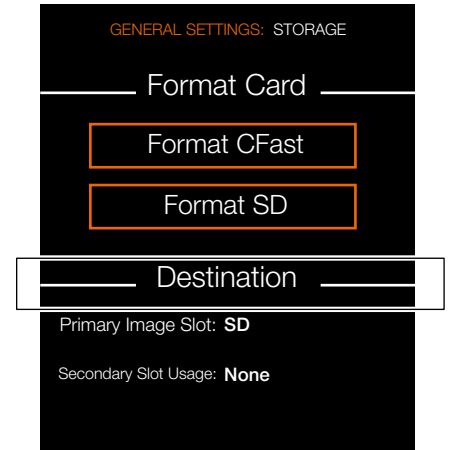 GENERAL SETTINGS: STORAGE
Format Card
Format CFast
Format SD
Destination
Primary Image Slot: SD
Secondary Slot Usage: None